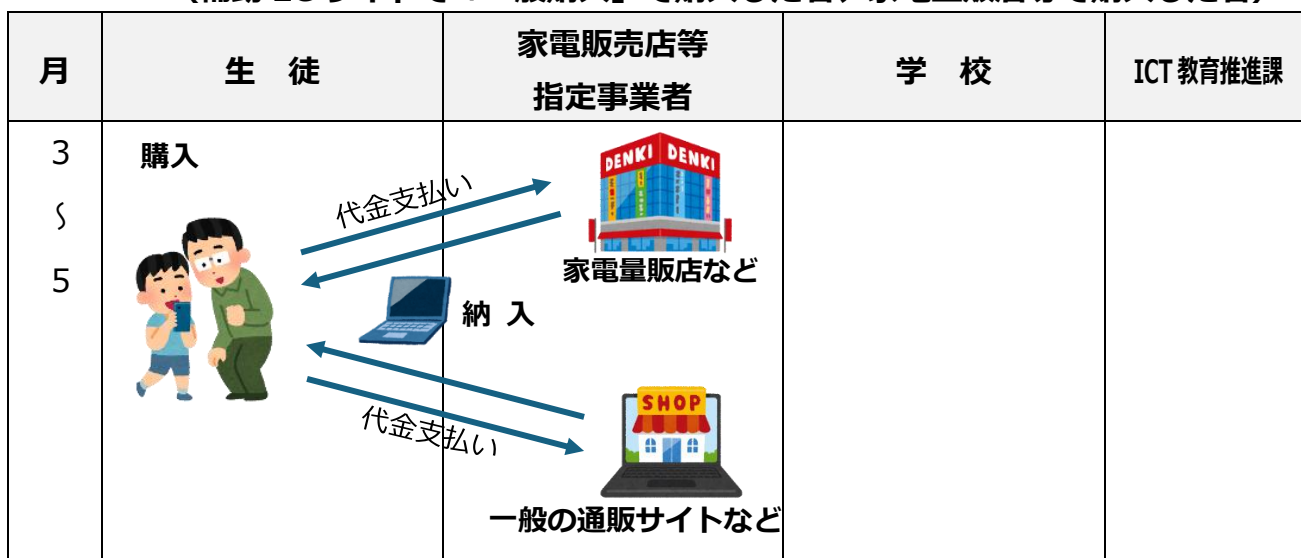 月
生 徒
家電販売店等
指定事業者
学 校
ICT教育推進課
3
〜
5
購入
代金支払い
DENKI DENKI
家電量販店など
納 入
代金支払い
SHOP
一般の通販サイトなど